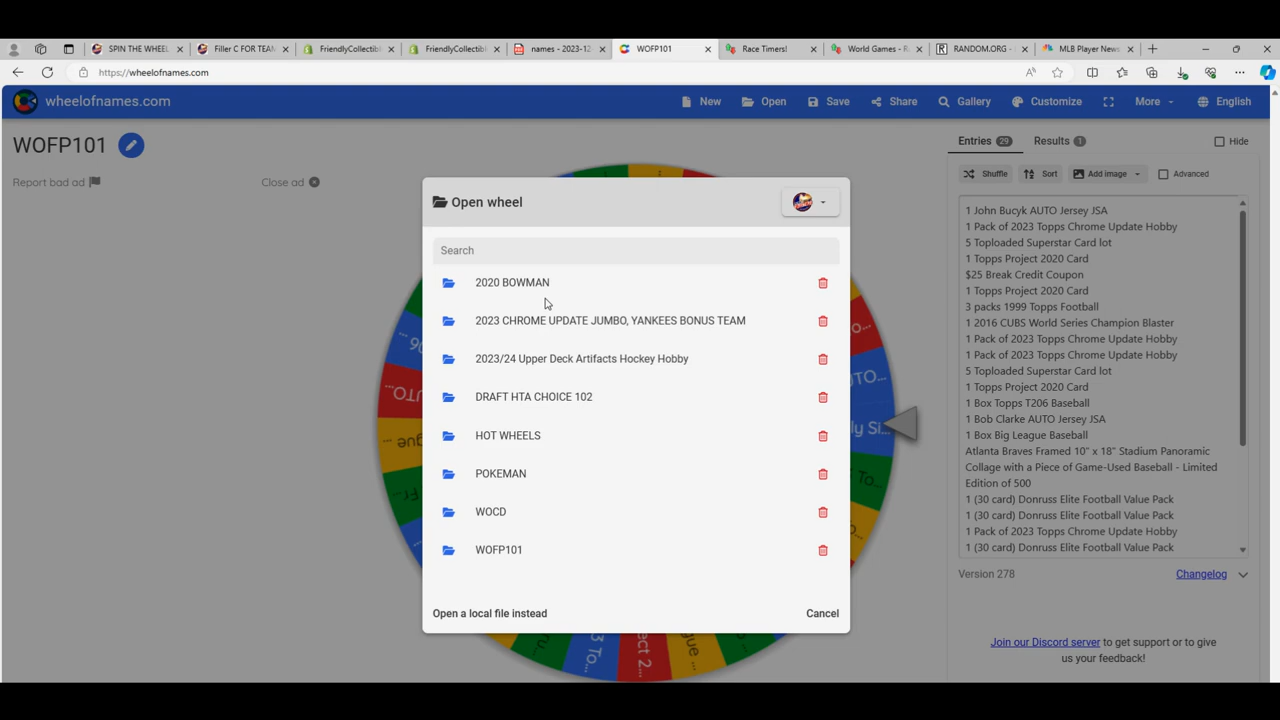 SPIN THE WHEEL
Filler C FOR TEAM
FriendlyCollectib
FriendlyCollectib
names - 2023-12-
WOFP101
Race Timers!
World Games - R
RANDOM.ORG -
MLB Player News
https://wheelofnames.com
wheelofnames.com
New
Open
Save
Share
Gallery
Customize
More
English
WOFP101
Report bad ad
Close ad
Entries 29
Results 1
Hide
Shuffle
Sort
Add image
Advanced
Open wheel
Search
2020 BOWMAN
2023 CHROME UPDATE JUMBO, YANKEES BONUS TEAM
2023/24 Upper Deck Artifacts Hockey Hobby
DRAFT HTA CHOICE 102
HOT WHEELS
POKEMAN
WOCD
WOFP101
Open a local file instead
Cancel
1 John Bucyk AUTO Jersey JSA
1 Pack of 2023 Topps Chrome Update Hobby
5 Toploaded Superstar Card lot
1 Topps Project 2020 Card
$25 Break Credit Coupon
1 Topps Project 2020 Card
3 packs 1999 Topps Football
1 2016 CUBS World Series Champion Blaster
1 Pack of 2023 Topps Chrome Update Hobby
1 Pack of 2023 Topps Chrome Update Hobby
5 Toploaded Superstar Card lot
1 Topps Project 2020 Card
1 Box Topps T206 Baseball
1 Bob Clarke AUTO Jersey JSA
1 Box Big League Baseball
Atlanta Braves Framed 10" x 18" Stadium Panoramic
Collage with a Piece of Game-Used Baseball - Limited
Edition of 500
1 (30 card) Donruss Elite Football Value Pack
1 (30 card) Donruss Elite Football Value Pack
1 Pack of 2023 Topps Chrome Update Hobby
1 (30 card) Donruss Elite Football Value Pack
Version 278
Changelog
Join our Discord server to get support or to give
us your feedback!